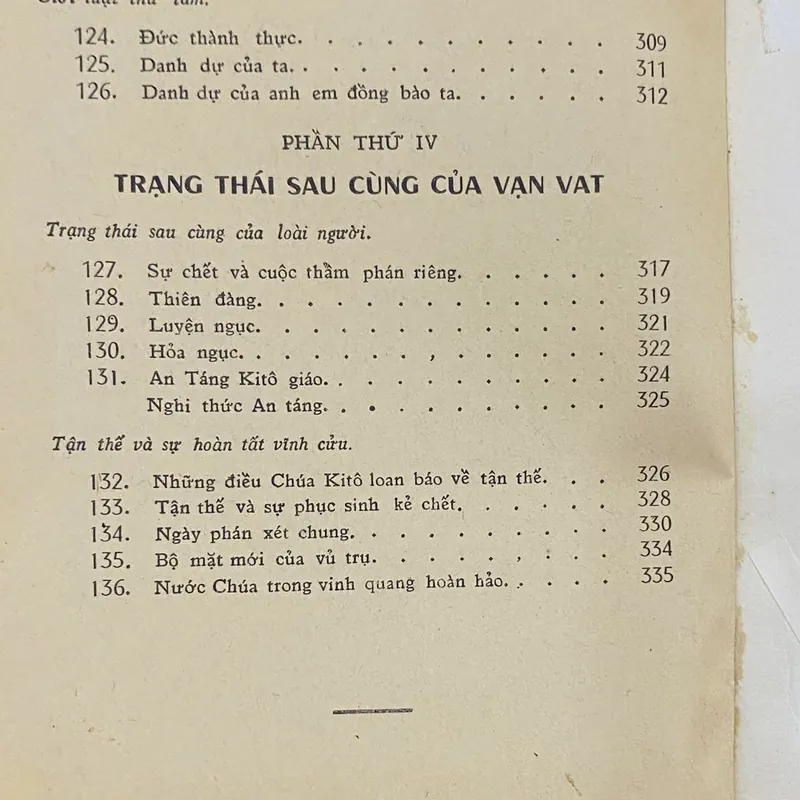 Giới luật thứ tám.
124. Đức thành thực. . . . . . . . . . . . 309
125. Danh dự của ta. . . . . . . . . . . . 311
126. Danh dự của anh em đồng bào ta. . . . . . 312
PHẦN THỨ IV
TRẠNG THÁI SAU CÙNG CỦA VẠN VAT
Trạng thái sau cùng của loài người.
127. Sự chết và cuộc thẩm phán riêng. . . . . . 317
128. Thiên đàng. . . . . . . . . . . . . 319
129. Luyện ngục. . . . . . . . . . . . . 321
130. Hỏa ngục. . . . . . . , . . . . . . 322
131. An Táng Kitô giáo. . . . . . . . . . . 324
Nghi thức An táng. . . . . . . . . . . 325
Tận thế và sự hoàn tất vĩnh cửu.
132. Những điều Chúa Kitô loan báo về tận thế. . . 326
133. Tận thế và sự phục sinh kẻ chết. . . . . . 328
134. Ngày phán xét chung. . . . . . . . . . 330
135. Bộ mặt mới của vũ trụ. . . . . , . . . . 334
136. Nước Chúa trong vinh quang hoàn hảo. . . . . 335